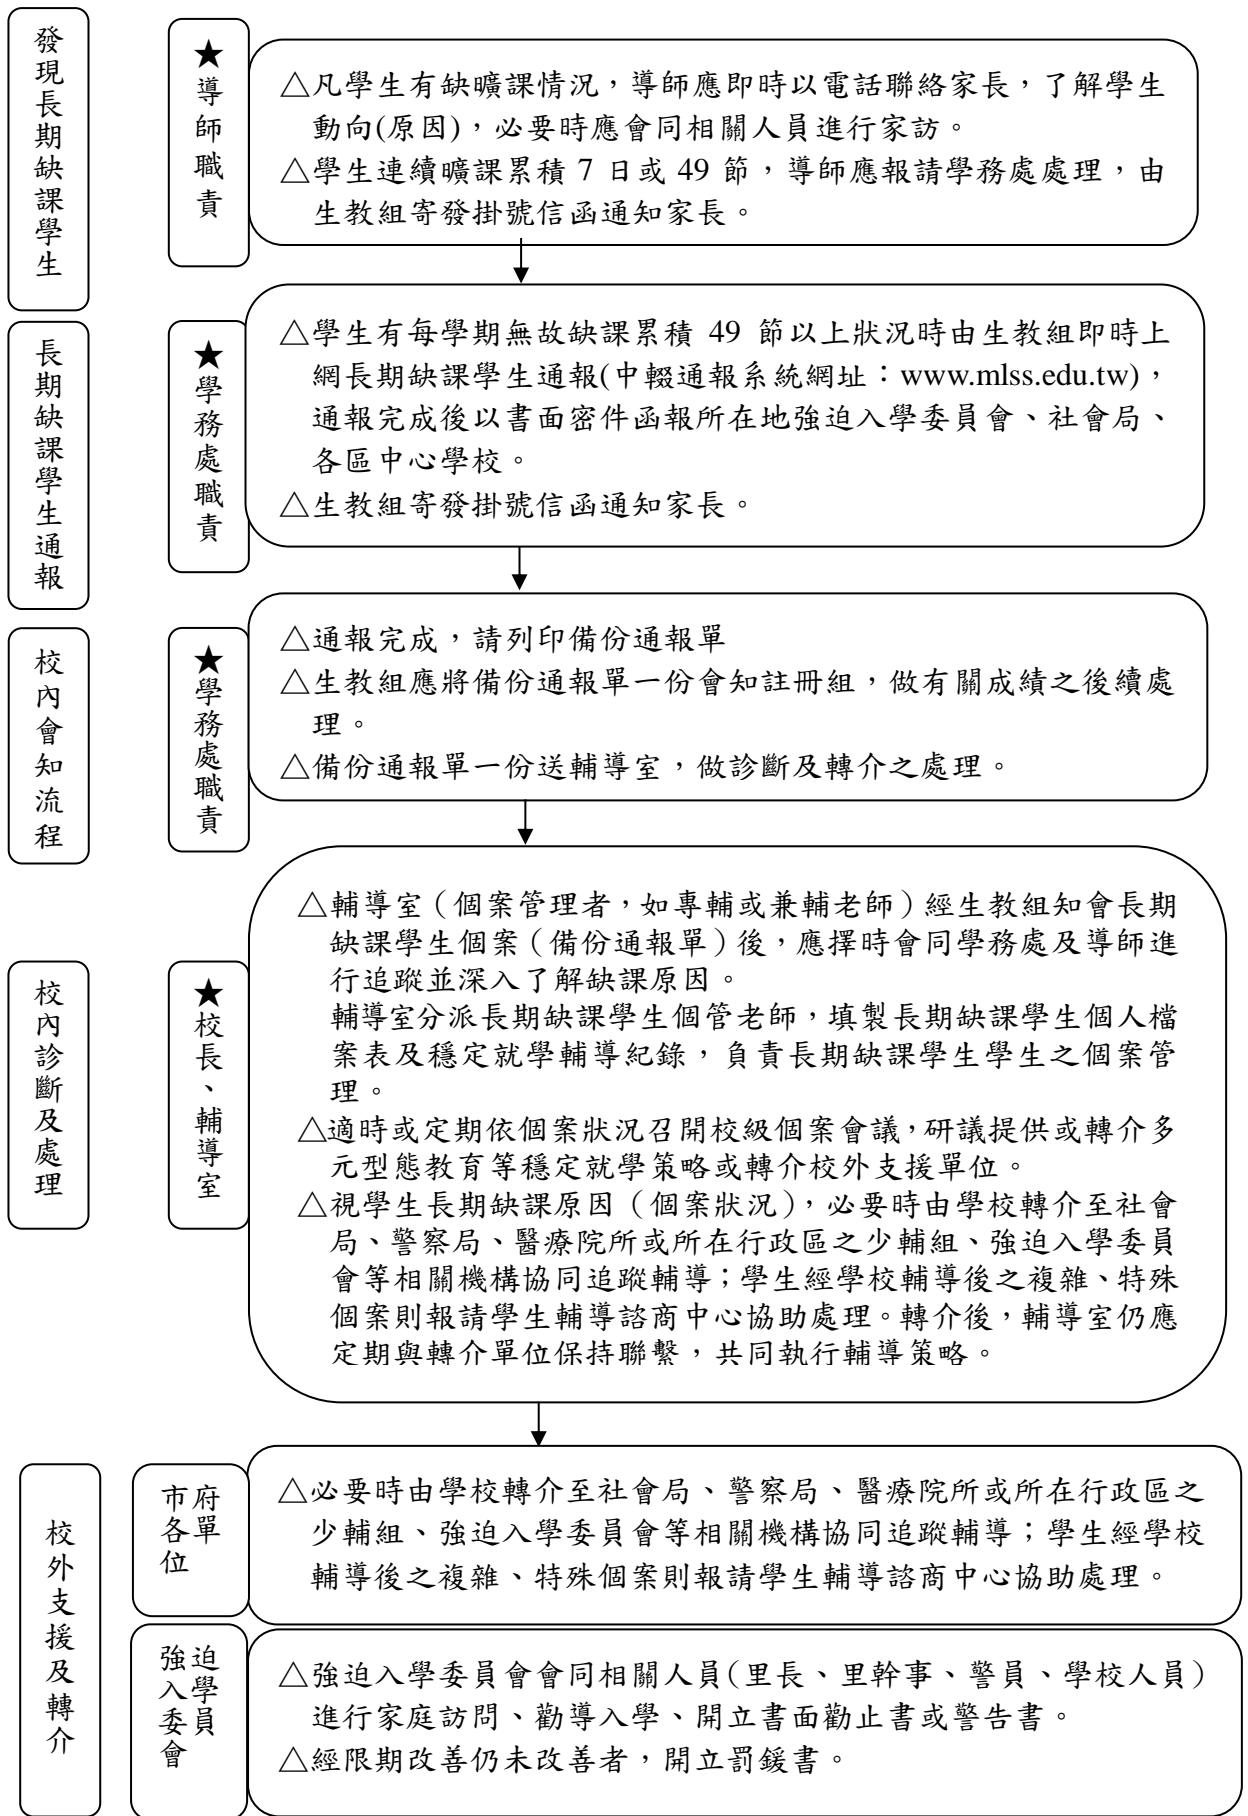 發現長期缺課學生
★導師職責
△凡學生有缺曠課情況，導師應即時以電話聯絡家長，了解學生
動向(原因)，必要時應會同相關人員進行家訪。
△學生連續曠課累積 7 日或 49 節，導師應報請學務處處理，由
生教組寄發掛號信函通知家長。
長期缺課學生通報
★學務處職責
△學生有每學期無故缺課累積 49 節以上狀況時由生教組即時上
網長期缺課學生通報(中輟通報系統網址：www.mlss.edu.tw)，
通報完成後以書面密件函報所在地強迫入學委員會、社會局、
各區中心學校。
△生教組寄發掛號信函通知家長。
校內會知流程
★學務處職責
△通報完成，請列印備份通報單
△生教組應將備份通報單一份會知註冊組，做有關成績之後續處
理。
△備份通報單一份送輔導室，做診斷及轉介之處理。
校內診斷及處理
★校長、輔導室
△輔導室（個案管理者，如專輔或兼輔老師）經生教組知會長期
缺課學生個案（備份通報單）後，應擇時會同學務處及導師進
行追蹤並深入了解缺課原因。
輔導室分派長期缺課學生個管老師，填製長期缺課學生個人檔
案表及穩定就學輔導紀錄，負責長期缺課學生學生之個案管
理。
△適時或定期依個案狀況召開校級個案會議，研議提供或轉介多
元型態教育等穩定就學策略或轉介校外支援單位。
△視學生長期缺課原因（個案狀況），必要時由學校轉介至社會
局、警察局、醫療院所或所在行政區之少輔組、強迫入學委員
會等相關機構協同追蹤輔導；學生經學校輔導後之複雜、特殊
個案則報請學生輔導諮商中心協助處理。轉介後，輔導室仍應
定期與轉介單位保持聯繫，共同執行輔導策略。
校外支援及轉介
市府
各單
位
△必要時由學校轉介至社會局、警察局、醫療院所或所在行政區之
少輔組、強迫入學委員會等相關機構協同追蹤輔導；學生經學校
輔導後之複雜、特殊個案則報請學生輔導諮商中心協助處理。
強迫
入學
委員
會
△強迫入學委員會會同相關人員(里長、里幹事、警員、學校人員)
進行家庭訪問、勸導入學、開立書面勸止書或警告書。
△經限期改善仍未改善者，開立罰鍰書。